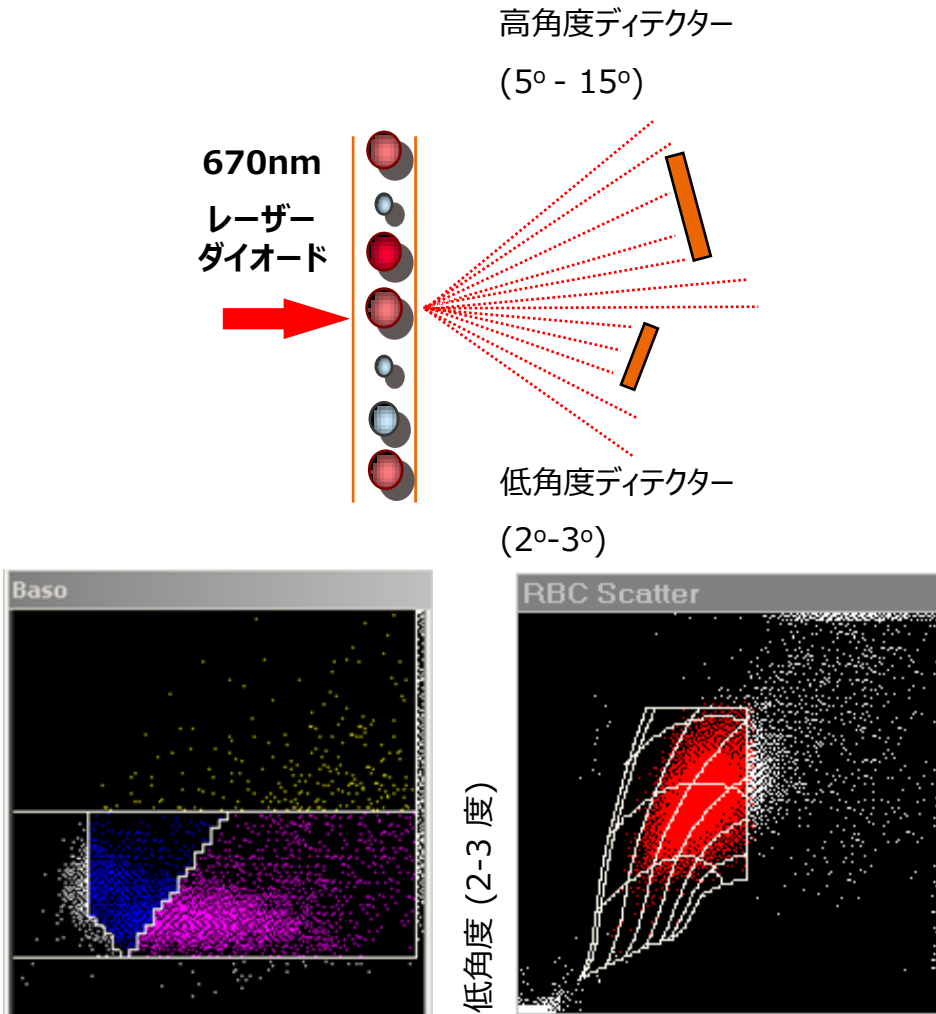 高角度ディテクター
(5º - 15º)
670nm
レーザー
ダイオード
低角度ディテクター
(2º-3º)
Baso
RBC Scatter
低角度 (2-3 度)